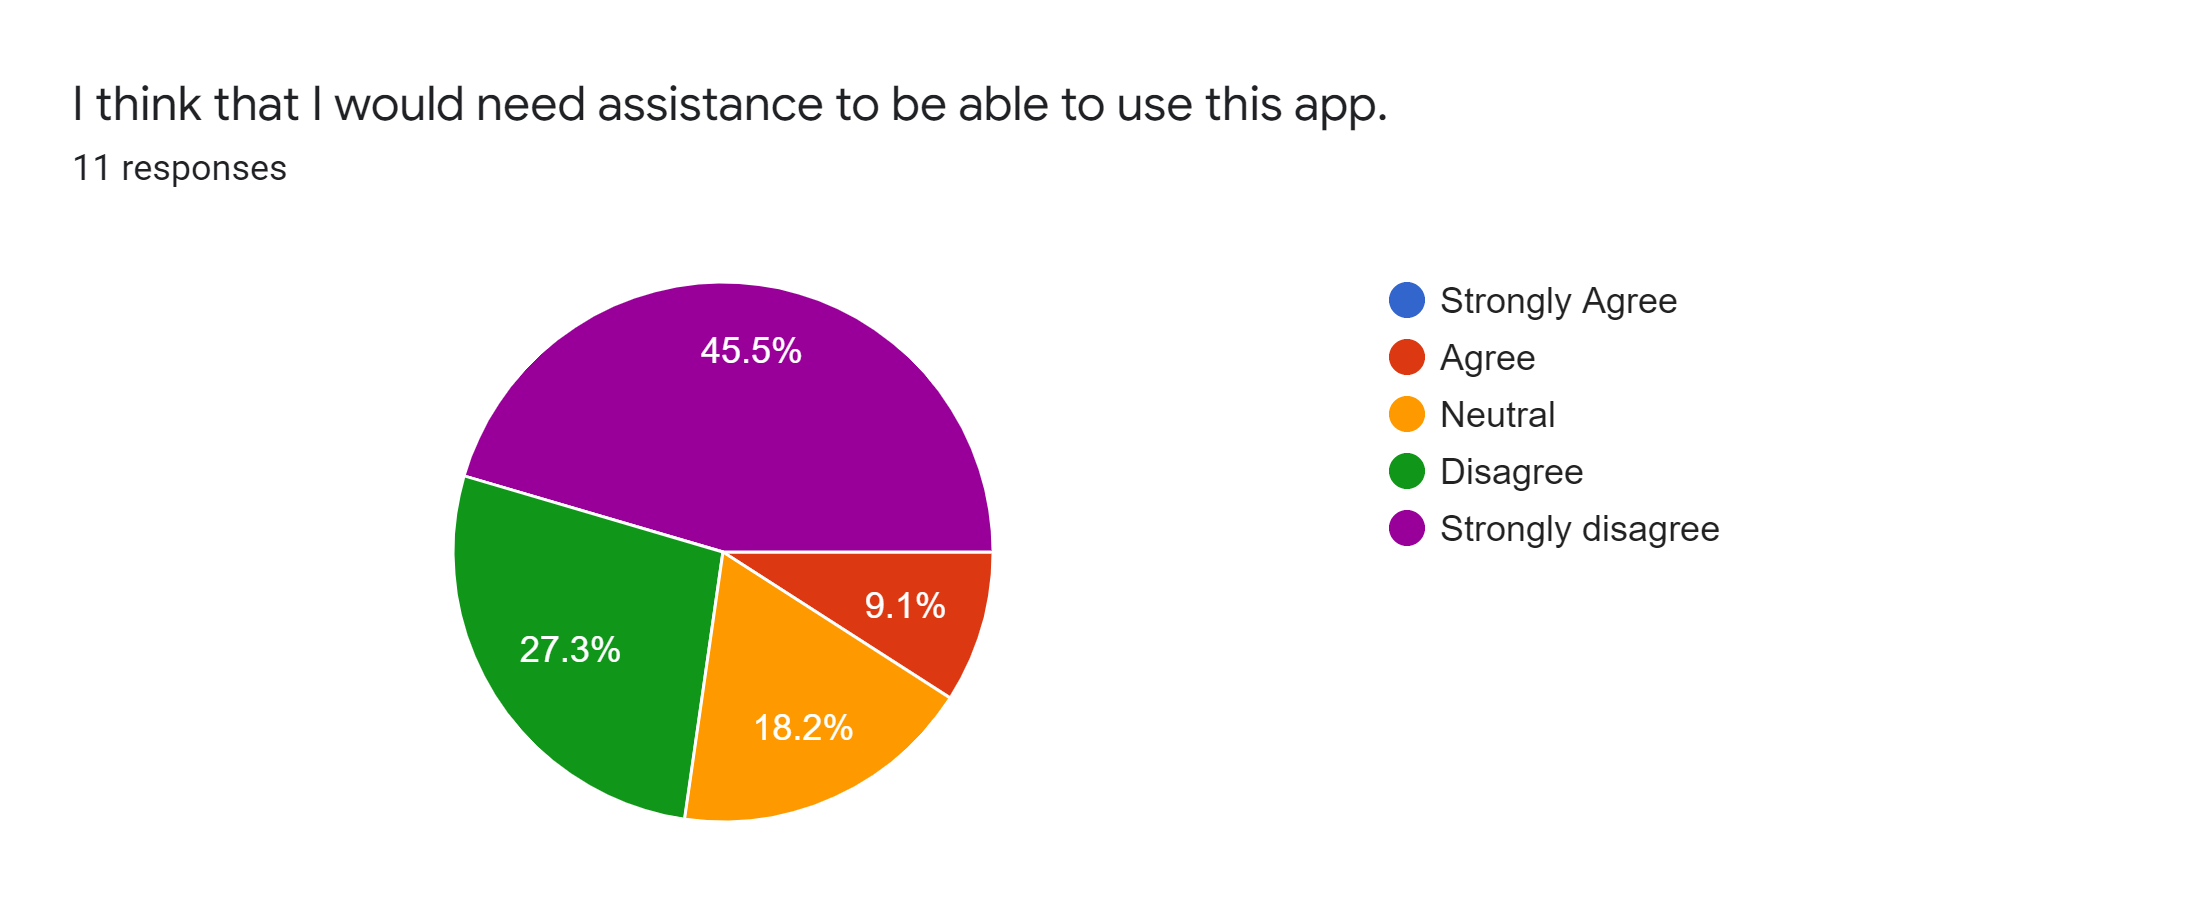 I think that I would need assistance to be able to use this app.
11 responses
45.5%
9.1%
27.3%
18.2%
Strongly Agree
Agree
Neutral
Disagree
Strongly disagree